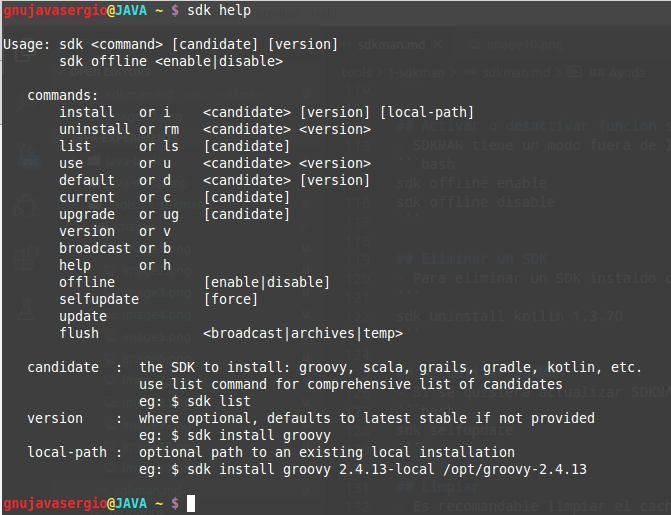 gnujavasergio@JAVA ~ $ sdk help
Usage: sdk <command> [candidate] [version]
sdk offline <enable|disable>
commands:
install or i <candidate> [version] [local-path]
uninstall or rm <candidate> <version>
list or ls [candidate]
use or u <candidate> <version>
default or d <candidate> [version]
current or c [candidate]
upgrade or ug [candidate]
version or v
broadcast or b
help or h
offline [enable|disable]
selfupdate [force]
update
flush <broadcast|archives|temp>
candidate : the SDK to install: groovy, scala, grails, gradle, kotlin, etc.
use list command for comprehensive list of candidates
eg: $ sdk list
version : where optional, defaults to latest stable if not provided
eg: $ sdk install groovy
local-path : optional path to an existing local installation
eg: $ sdk install groovy 2.4.13-local /opt/groovy-2.4.13
gnujavasergio@JAVA ~ $